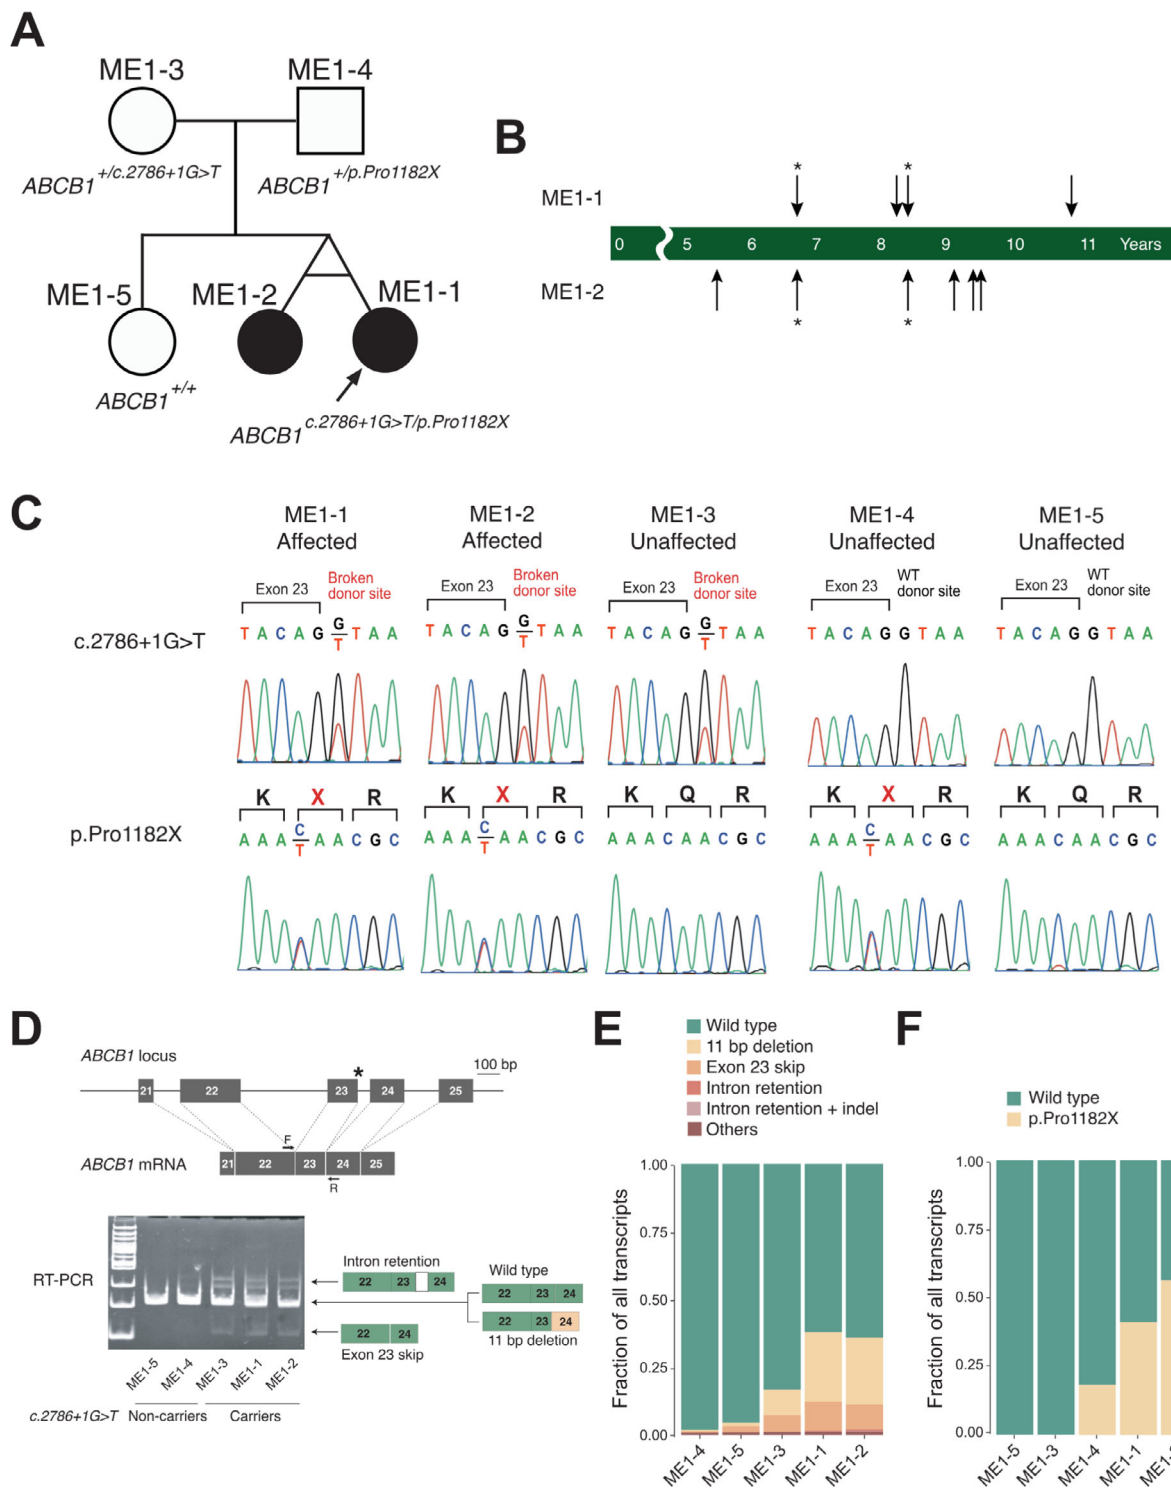 A
ME1-3
ME1-4
ABCB1 +/c.2786+1G>T
ABCB1 +/p.Pro1182X
ME1-5
ME1-2
ME1-1
ABCB1 +/+
ABCB1 c.2786+1G>T/p.Pro1182X
B
ME1-1
* *
0 5 6 7 8 9 10 11 Years
ME1-2
* *
C
ME1-1 ME1-2 ME1-3 ME1-4 ME1-5
Affected Affected Unaffected Unaffected Unaffected
Exon 23 Broken donor site Exon 23 Broken donor site Exon 23 Broken donor site Exon 23 WT donor site Exon 23 WT donor site
c.2786+1G>T
T A C A G G/T T A A
T A C A G G/T T A A
T A C A G G/T T A A
T A C A G G T A A
T A C A G G T A A
K X R K X R K Q R K X R K Q R
p.Pro1182X
A A A C/T A A C G C
A A A C/T A A C G C
A A A C A A C G C
A A A C/T A A C G C
A A A C A A C G C
D
ABCB1 locus
*
100 bp
21 22 23 24 25
F
ABCB1 mRNA
21 22 23 24 25
R
RT-PCR
Intron retention
22 23 24
Wild type
22 23 24
22 23 24
11 bp deletion
22 24
Exon 23 skip
ME1-5 ME1-4 ME1-3 ME1-1 ME1-2
c.2786+1G>T Non-carriers Carriers
E
Wild type
11 bp deletion
Exon 23 skip
Intron retention
Intron retention + indel
Others
Fraction of all transcripts
1.00
0.75
0.50
0.25
0.00
ME1-4 ME1-5 ME1-3 ME1-1 ME1-2
F
Wild type
p.Pro1182X
Fraction of all transcripts
1.00
0.75
0.50
0.25
0.00
ME1-5 ME1-3 ME1-4 ME1-1